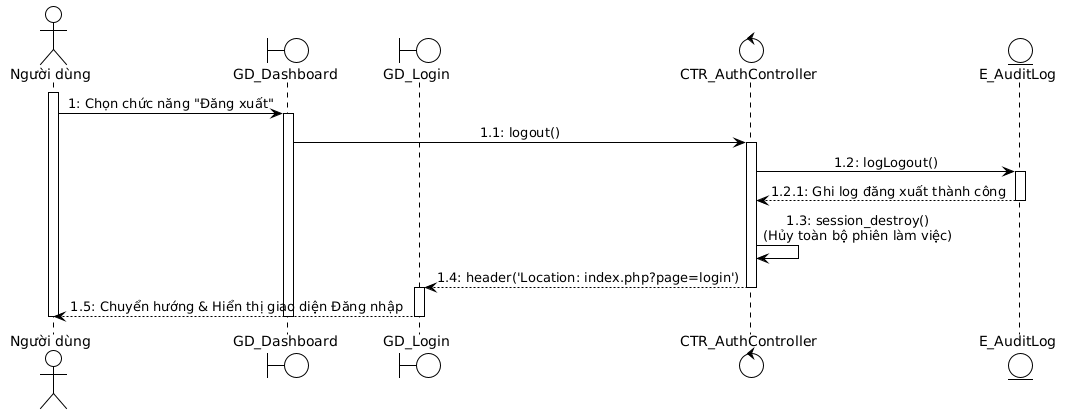 Người dùng
GD_Dashboard
GD_Login
CTR_AuthController
E_AuditLog
1: Chọn chức năng "Đăng xuất"
1.1: logout()
1.2: logLogout()
1.2.1: Ghi log đăng xuất thành công
1.3: session_destroy()
(Hủy toàn bộ phiên làm việc)
1.4: header('Location: index.php?page=login')
1.5: Chuyển hướng & Hiển thị giao diện Đăng nhập
Người dùng
GD_Dashboard
GD_Login
CTR_AuthController
E_AuditLog